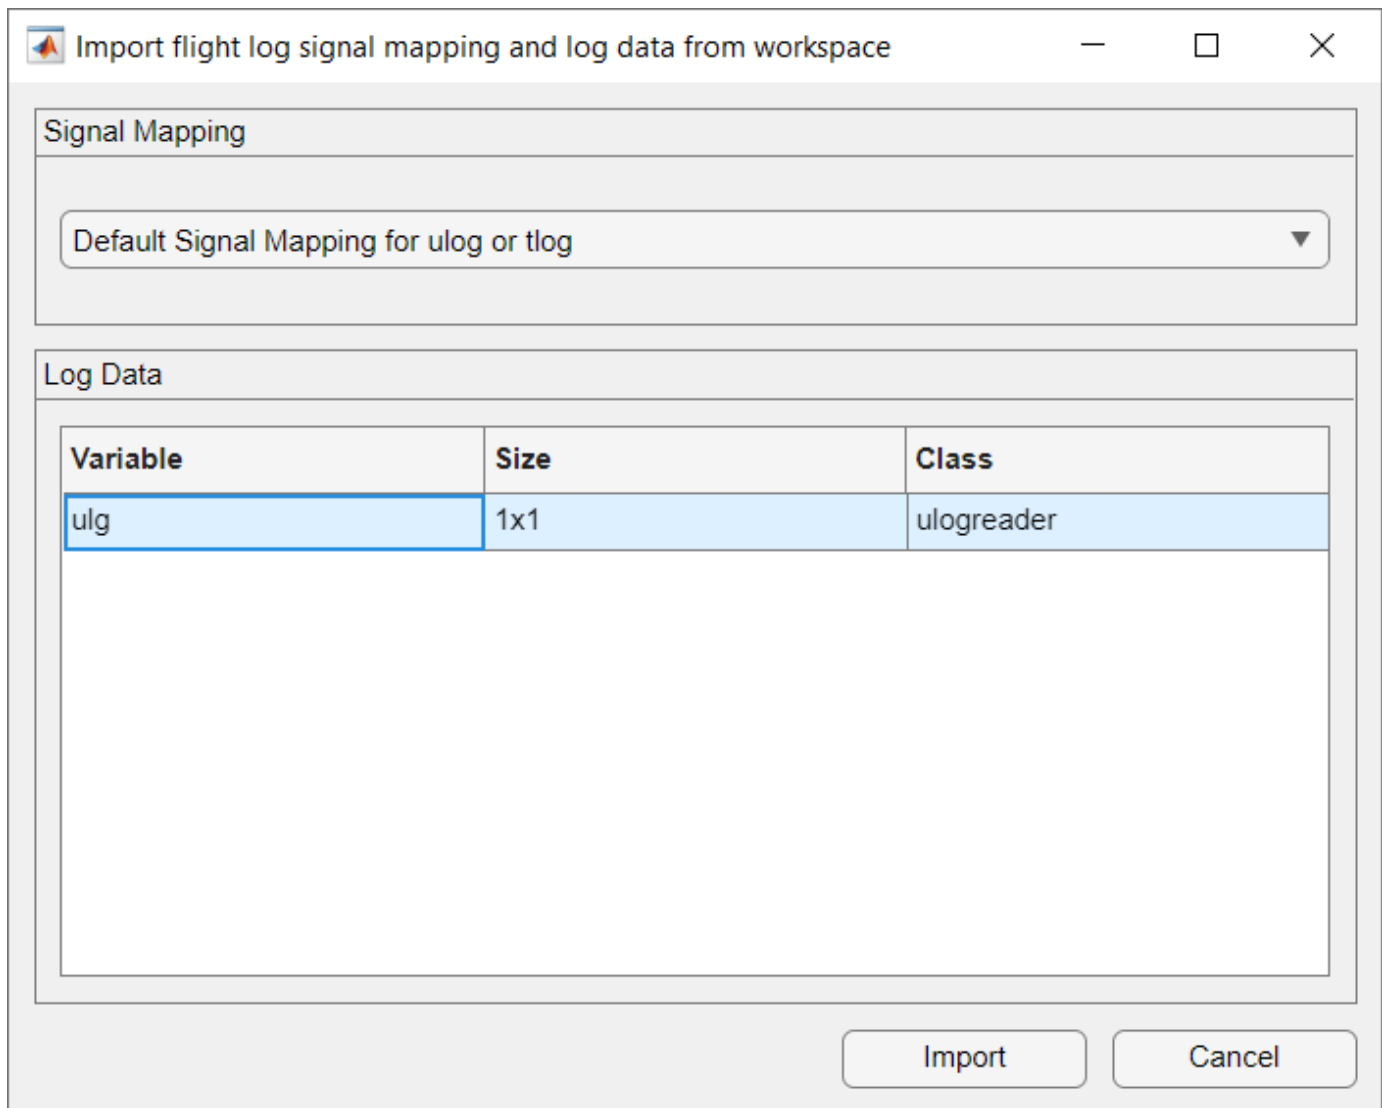 Import flight log signal mapping and log data from workspace
Signal Mapping
Default Signal Mapping for ulog or tlog
Log Data
Variable Size Class
ulg 1x1 ulogreader
Import Cancel